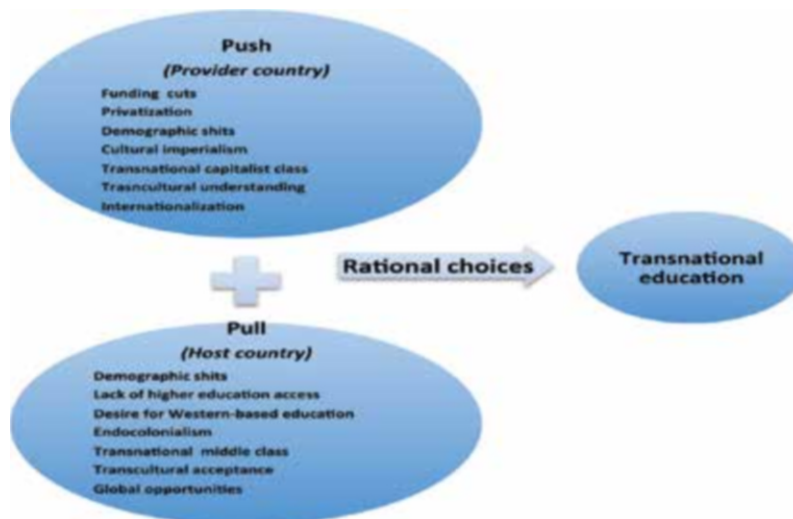 Push
(Provider country)
Funding cuts
Privatization
Demographic shits
Cultural imperialism
Transnational capitalist class
Trasncultural understanding
Internationalization
Rational choices
Transnational
education
Pull
(Host country)
Demographic shits
Lack of higher education access
Desire for Western-based education
Endocolonialism
Transnational middle class
Transcultural acceptance
Global opportunities